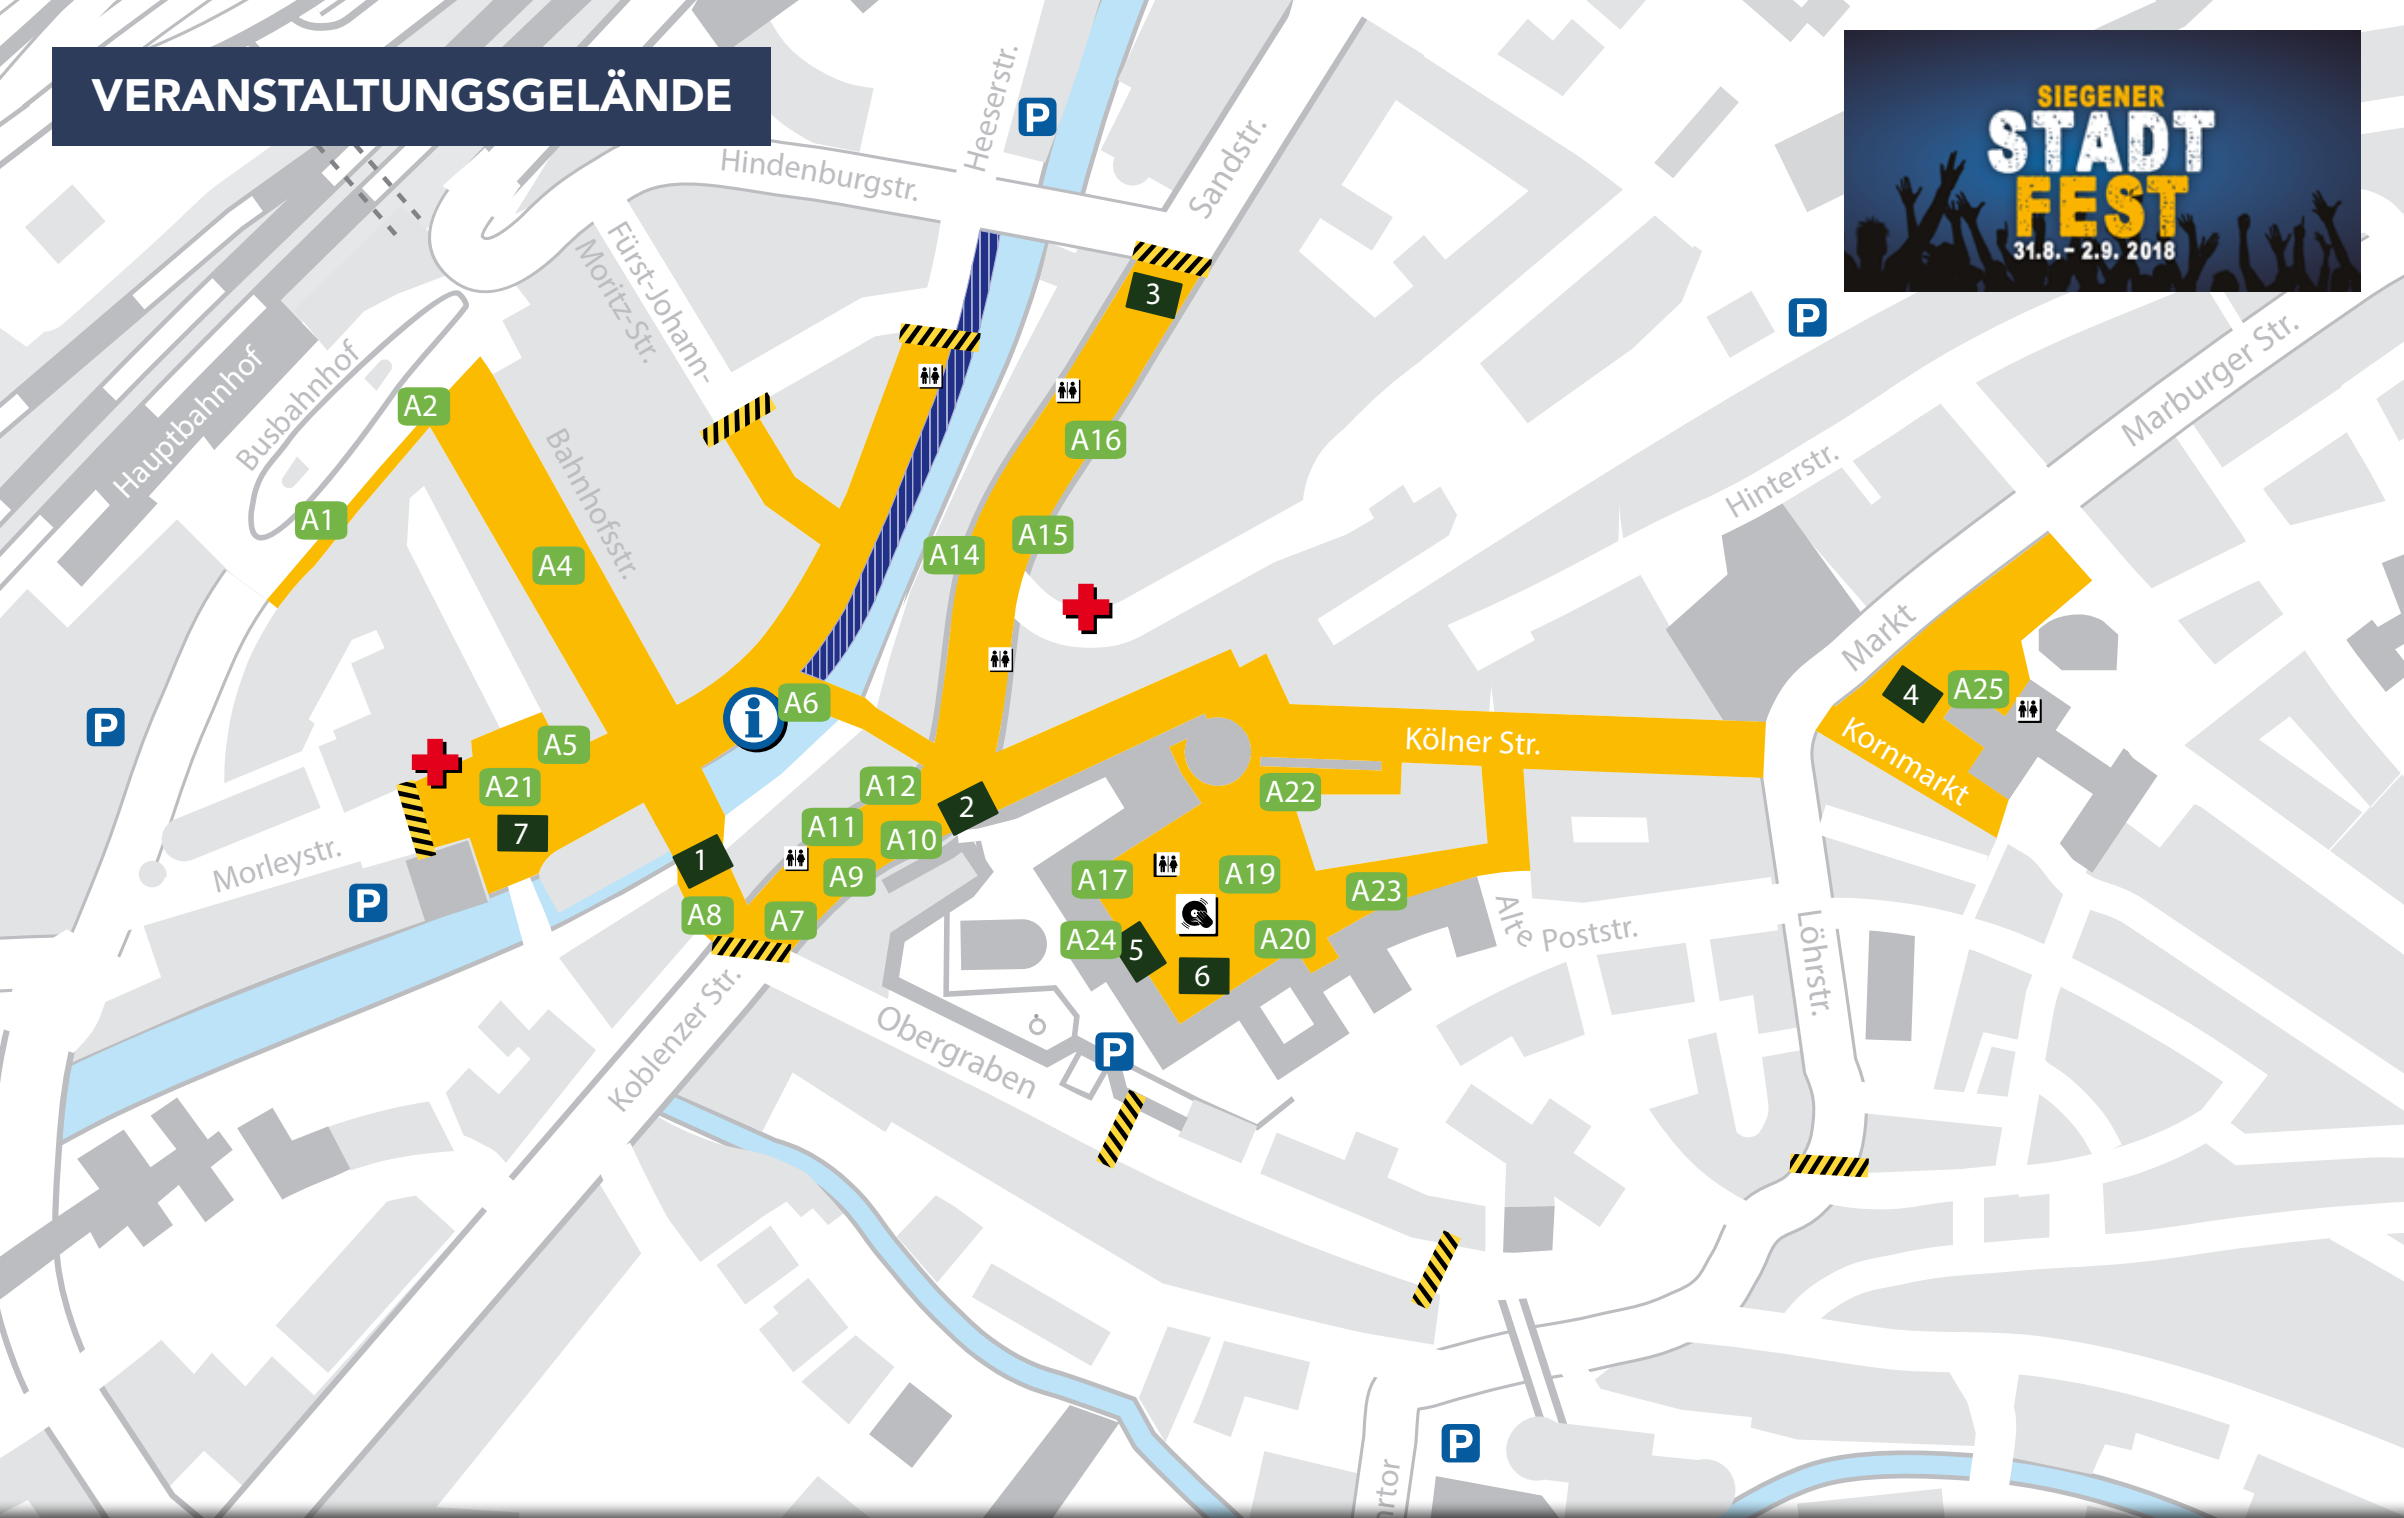 VERANSTALTUNGSGELÄNDE
SIEGENER
STADT
FEST
31.8.- 2.9. 2018
Heeserstr.
P
Hindenburgstr.
Sandstr.
Fürst-Johann-
Moritz-Str.
3
P
Marburger Str.
Hauptbahnhof
Busbahnhof
A2
A16
Bahnhofsstr.
Hinterstr.
A1
A4
A14
A15
Markt
A6
i
4
A25
P
A5
Kölner Str.
Kornmarkt
A21
A12
A22
7
A11
2
A10
Morleystr.
1
A9
A17
A19
A23
P
A8
A7
A24
5
A20
6
Alte
Poststr.
Löhrstr.
Koblenzer Str.
Obergraben
P
P
rtor